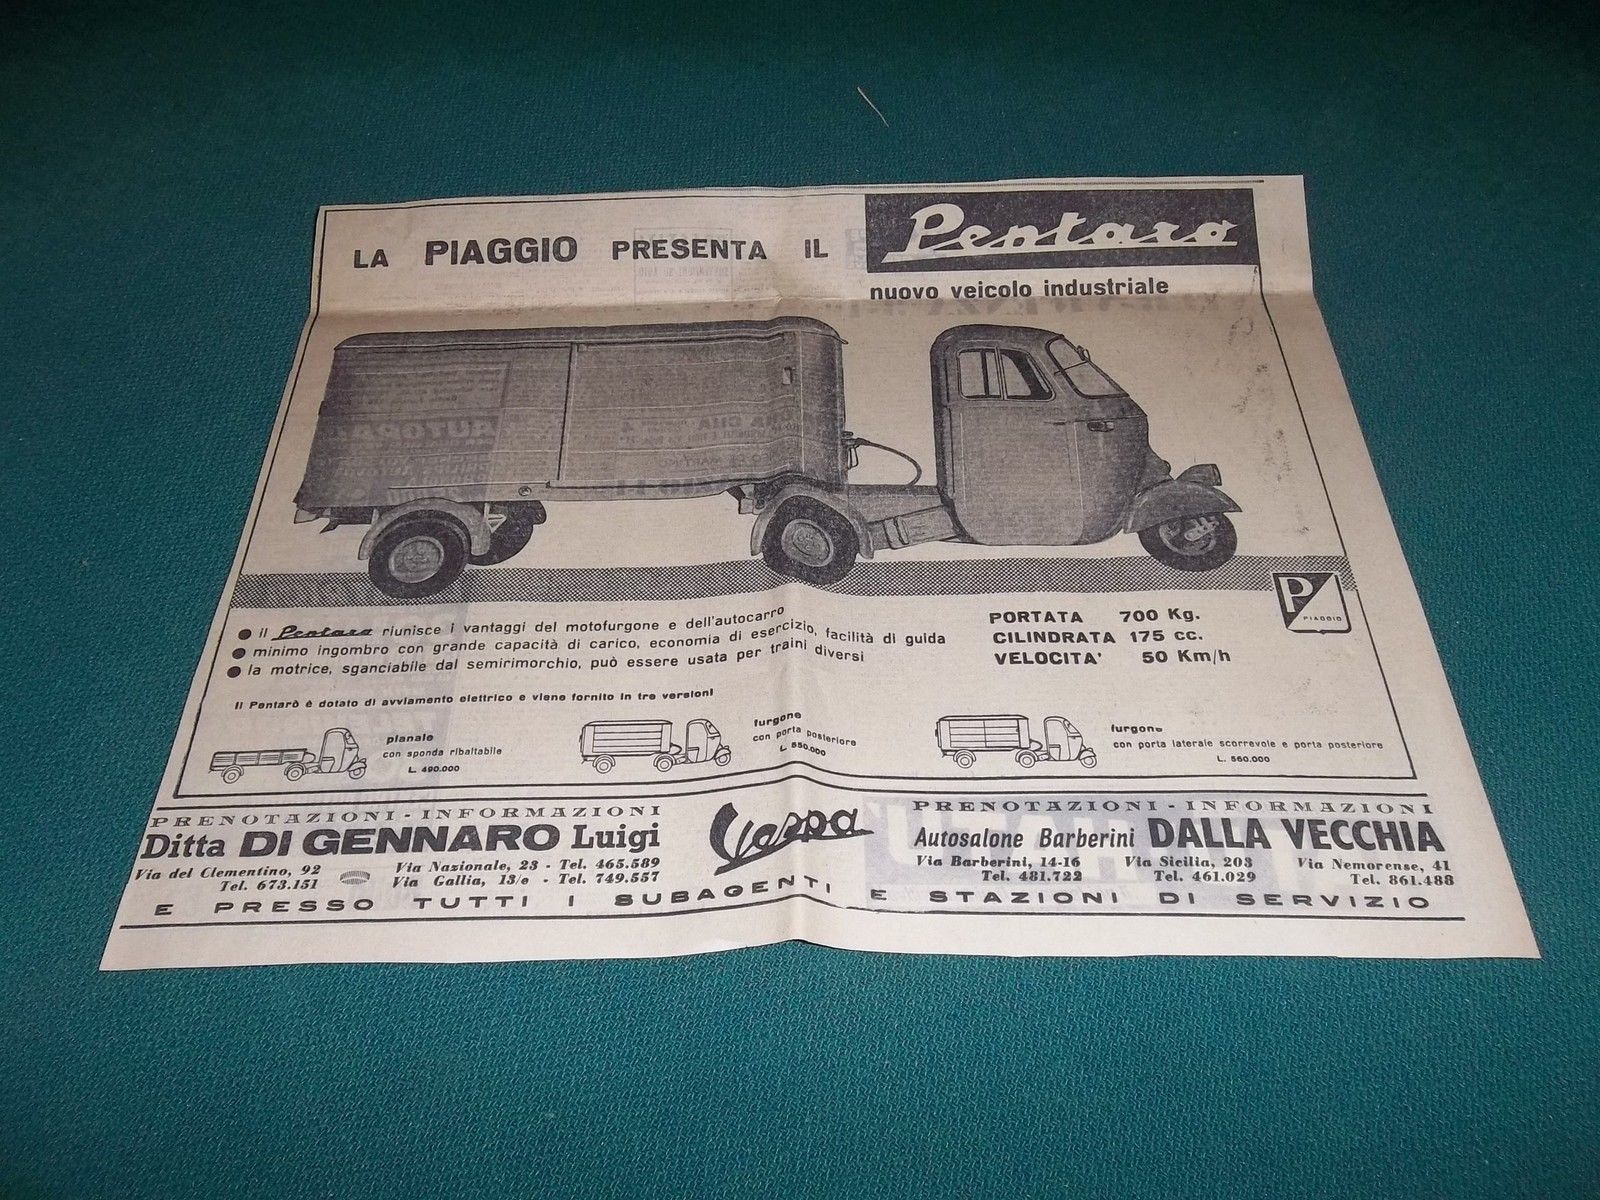 LA PIAGGIO PRESENTA IL Pentarò
nuovo veicolo industriale
● il Pentarò riunisce i vantaggi del motofurgone e dell'autocarro
● minimo ingombro con grande capacità di carico, economia di esercizio, facilità di guida
● la motrice, sganciabile dal semirimorchio, può essere usata per traini diversi
PORTATA 700 Kg.
CILINDRATA 175 cc.
VELOCITA' 50 Km/h
P
PIAGGIO
Il Pentarò è dotato di avviamento elettrico e viene fornito in tre versioni
pianale
con sponda ribaltabile
L. 490.000
furgone
con porta posteriore
L. 550.000
furgone
con porta laterale scorrevole e porta posteriore
L. 560.000
PRENOTAZIONI - INFORMAZIONI
Ditta DI GENNARO Luigi
Via del Clementino, 92
Tel. 673.151
Via Nazionale, 23 - Tel. 465.589
Via Gallia, 13/e - Tel. 749.557
Vespa
PRENOTAZIONI - INFORMAZIONI
Autosalone Barberini DALLA VECCHIA
Via Barberini, 14-16
Tel. 481.722
Via Sicilia, 203
Tel. 461.029
Via Nemorense, 41
Tel. 861.488
E PRESSO TUTTI I SUBAGENTI E STAZIONI DI SERVIZIO